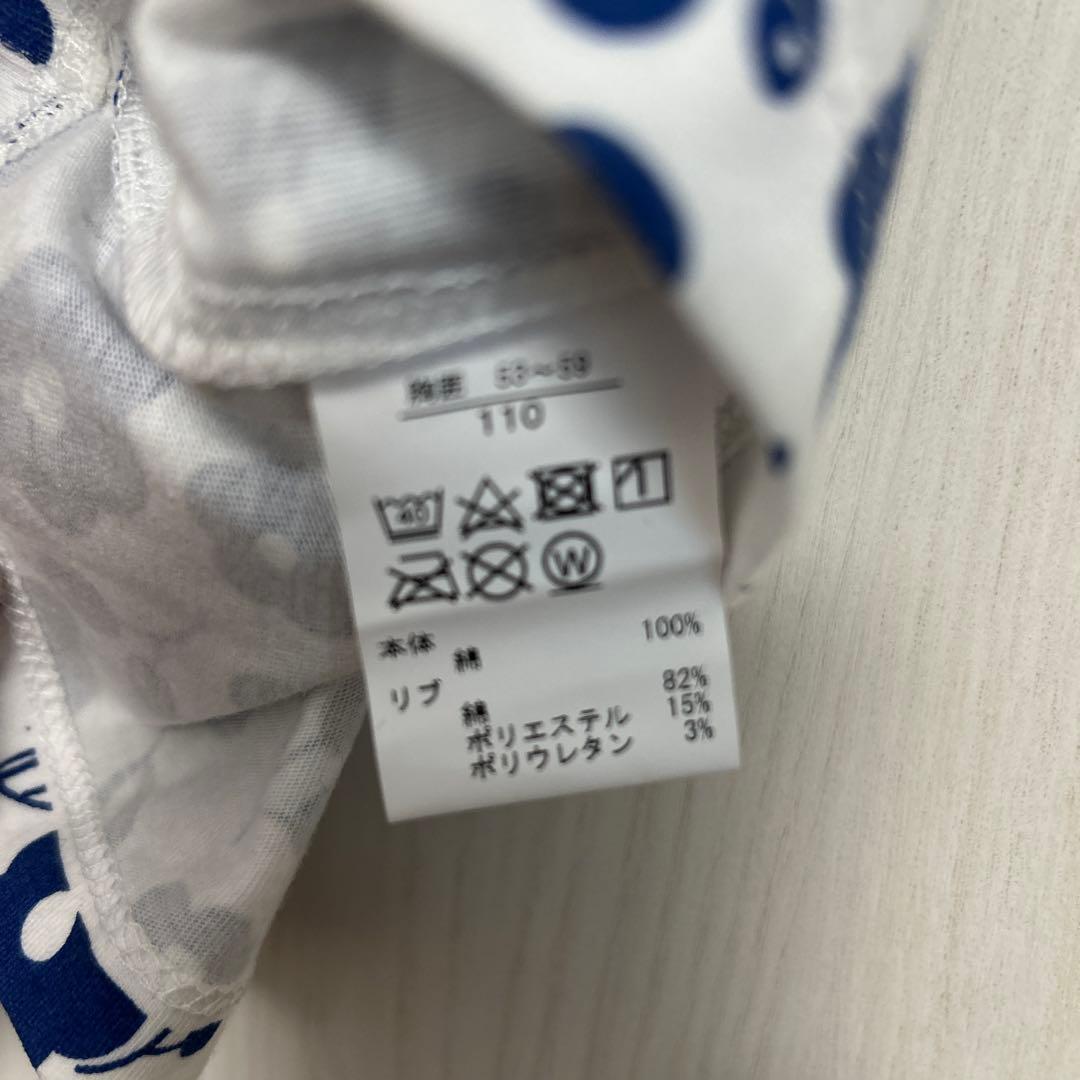 胸囲 53～59
110
40
W
本体
綿 100%
リブ
綿 82%
ポリエステル 15%
ポリウレタン 3%